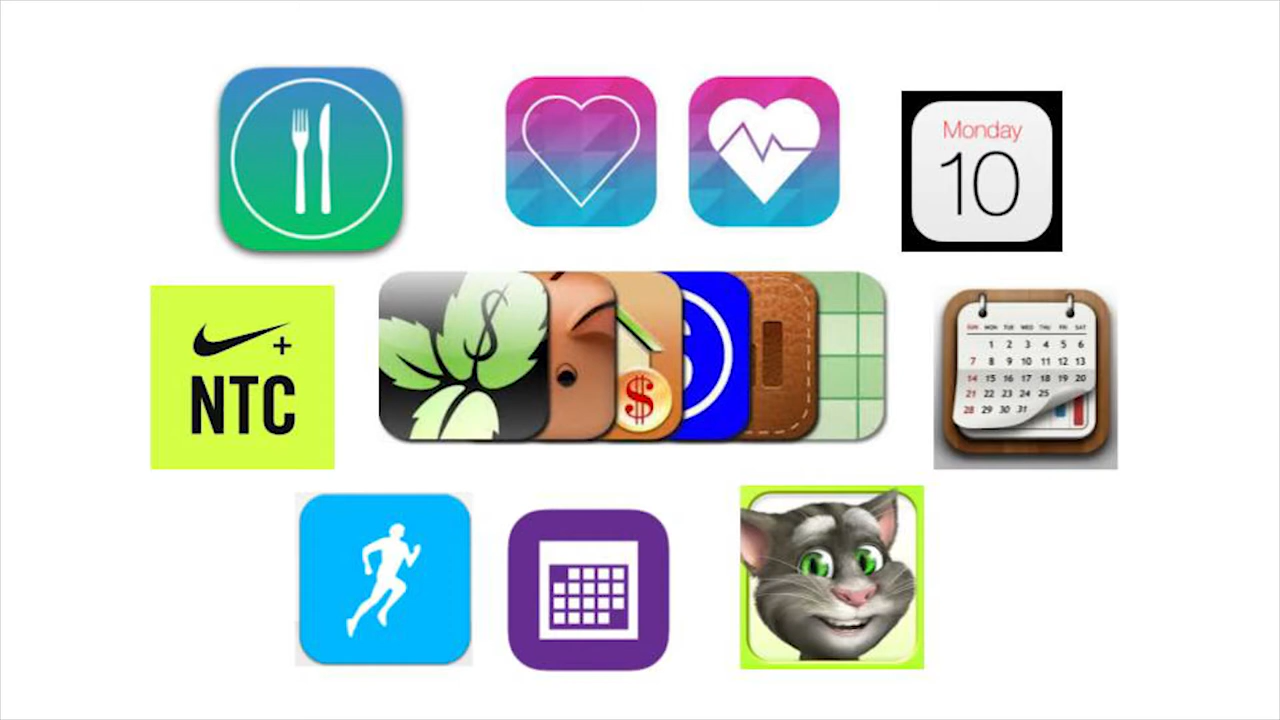 Monday
10
$
+
NTC
$
SUN MON TUE WED THU FRI SAT
1 2 3 4 5 6
7 8 9 10 11 12 13
14 15 16 17 18 19 20
21 22 23 24 25
28 29 30 31